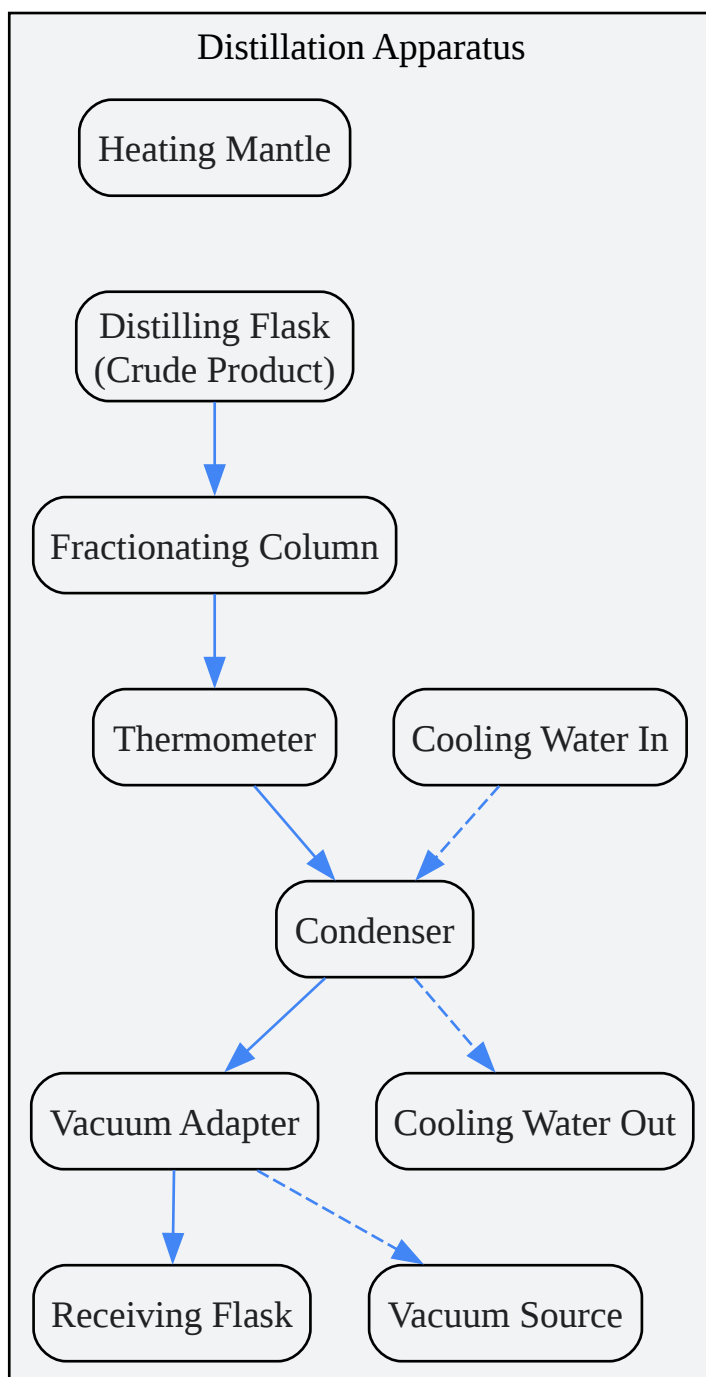 Distillation Apparatus
Heating Mantle
Distilling Flask
(Crude Product)
Fractionating Column
Thermometer
Cooling Water In
Condenser
Vacuum Adapter
Cooling Water Out
Receiving Flask
Vacuum Source